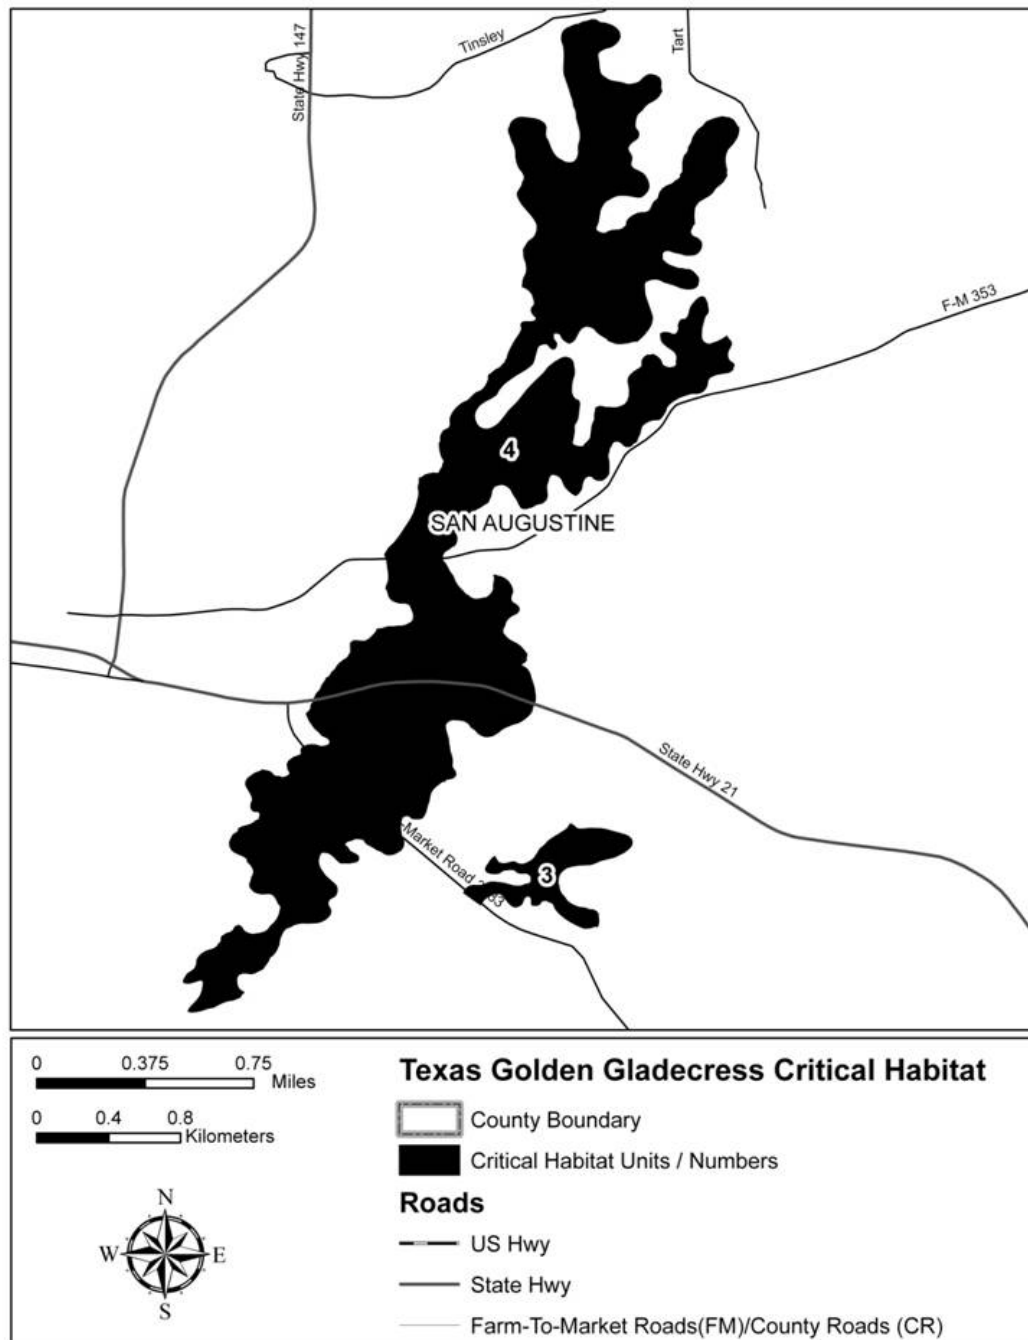 State Hwy 147
Tinsley
Tart
F-M 353
4
SAN AUGUSTINE
State Hwy 21
-Market Road
3
0 0.375 0.75
Miles
0 0.4 0.8
Kilometers
N
W E
S
Texas Golden Gladecress Critical Habitat
County Boundary
Critical Habitat Units / Numbers
Roads
US Hwy
State Hwy
Farm-To-Market Roads(FM)/County Roads (CR)